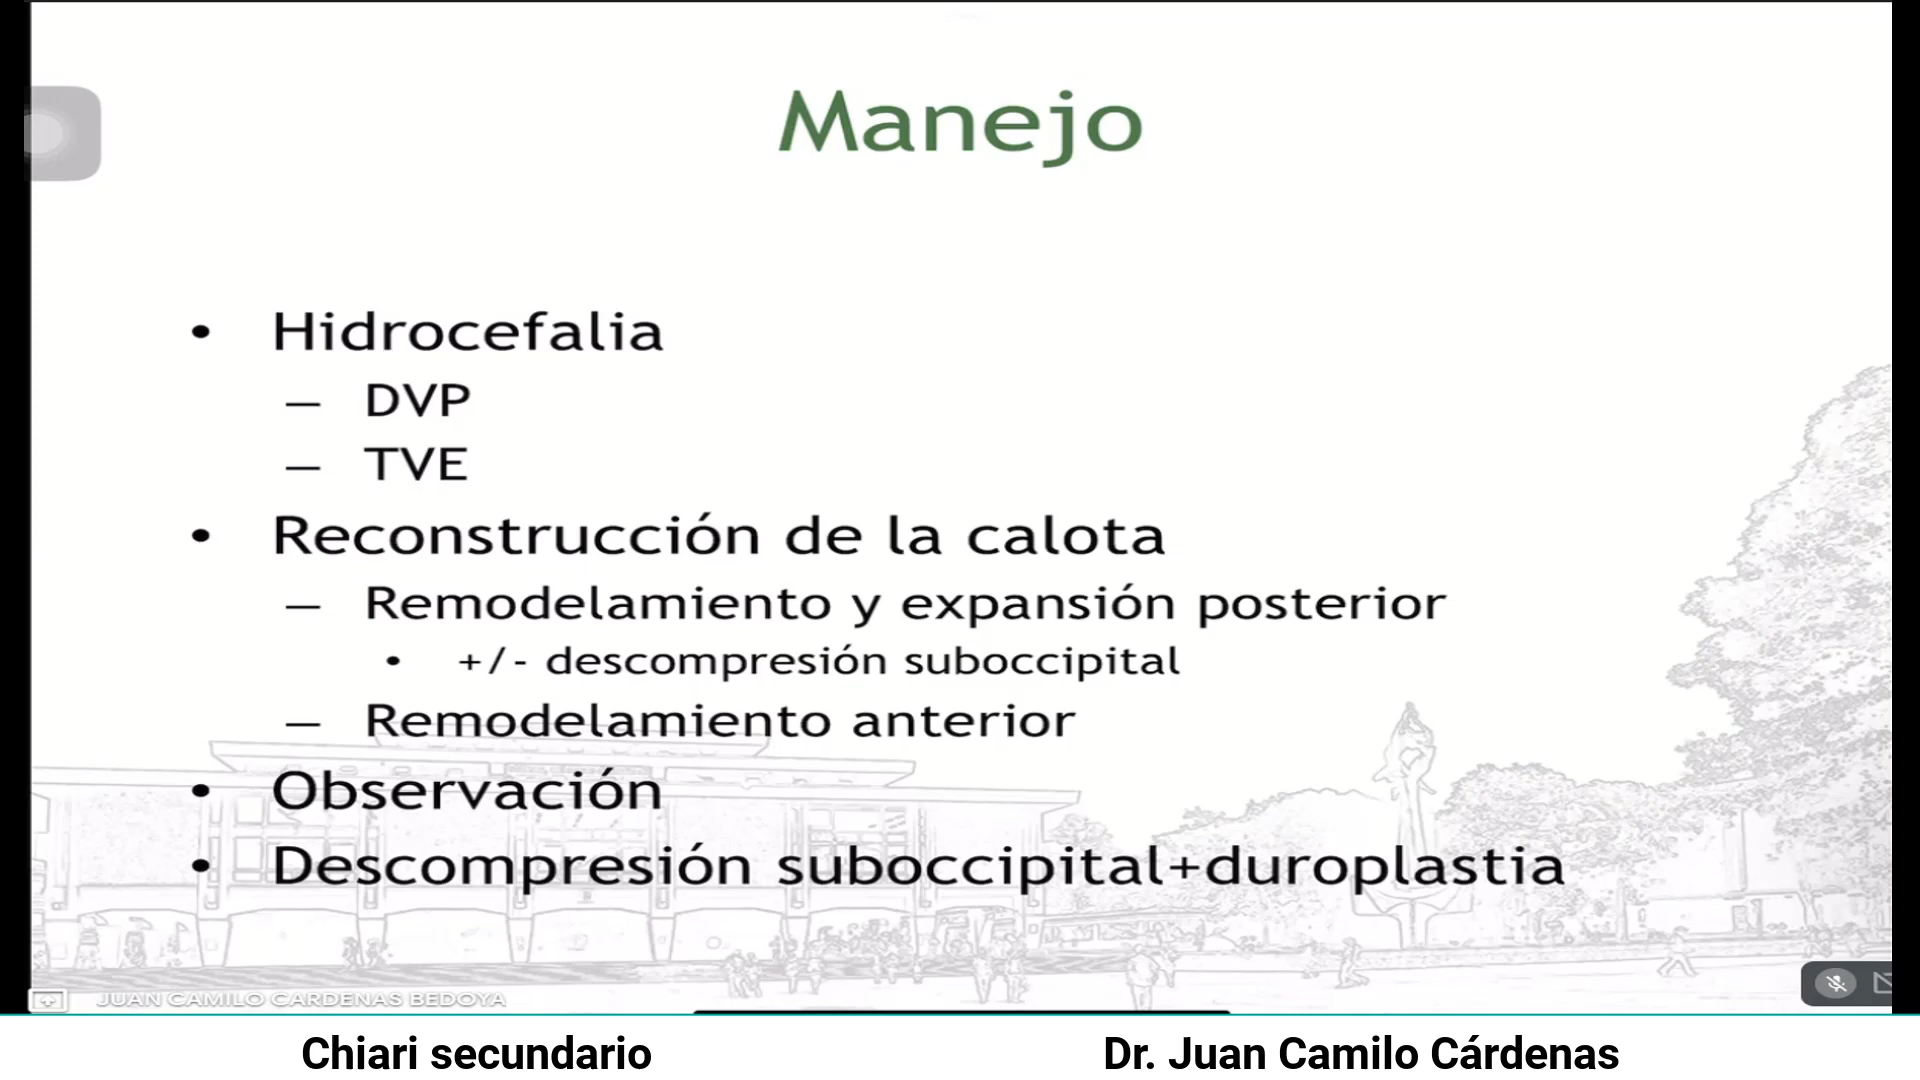 Manejo
• Hidrocefalia
— DVP
— TVE
• Reconstrucción de la calota
— Remodelamiento y expansión posterior
• +/- descompresión suboccipital
— Remodelamiento anterior
• Observación
• Descompresión suboccipital+duroplastia
JUAN CAMILO CARDENAS BEDOYA
Chiari secundario
Dr. Juan Camilo Cárdenas